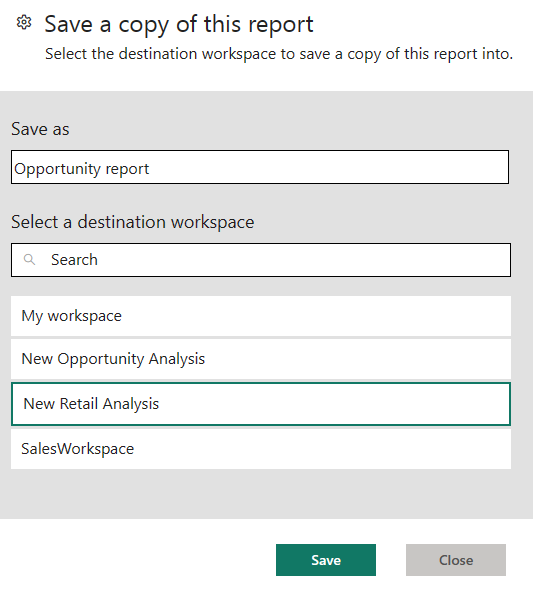 Save a copy of this report
Select the destination workspace to save a copy of this report into.
Save as
Opportunity report
Select a destination workspace
Search
My workspace
New Opportunity Analysis
New Retail Analysis
SalesWorkspace
Save
Close